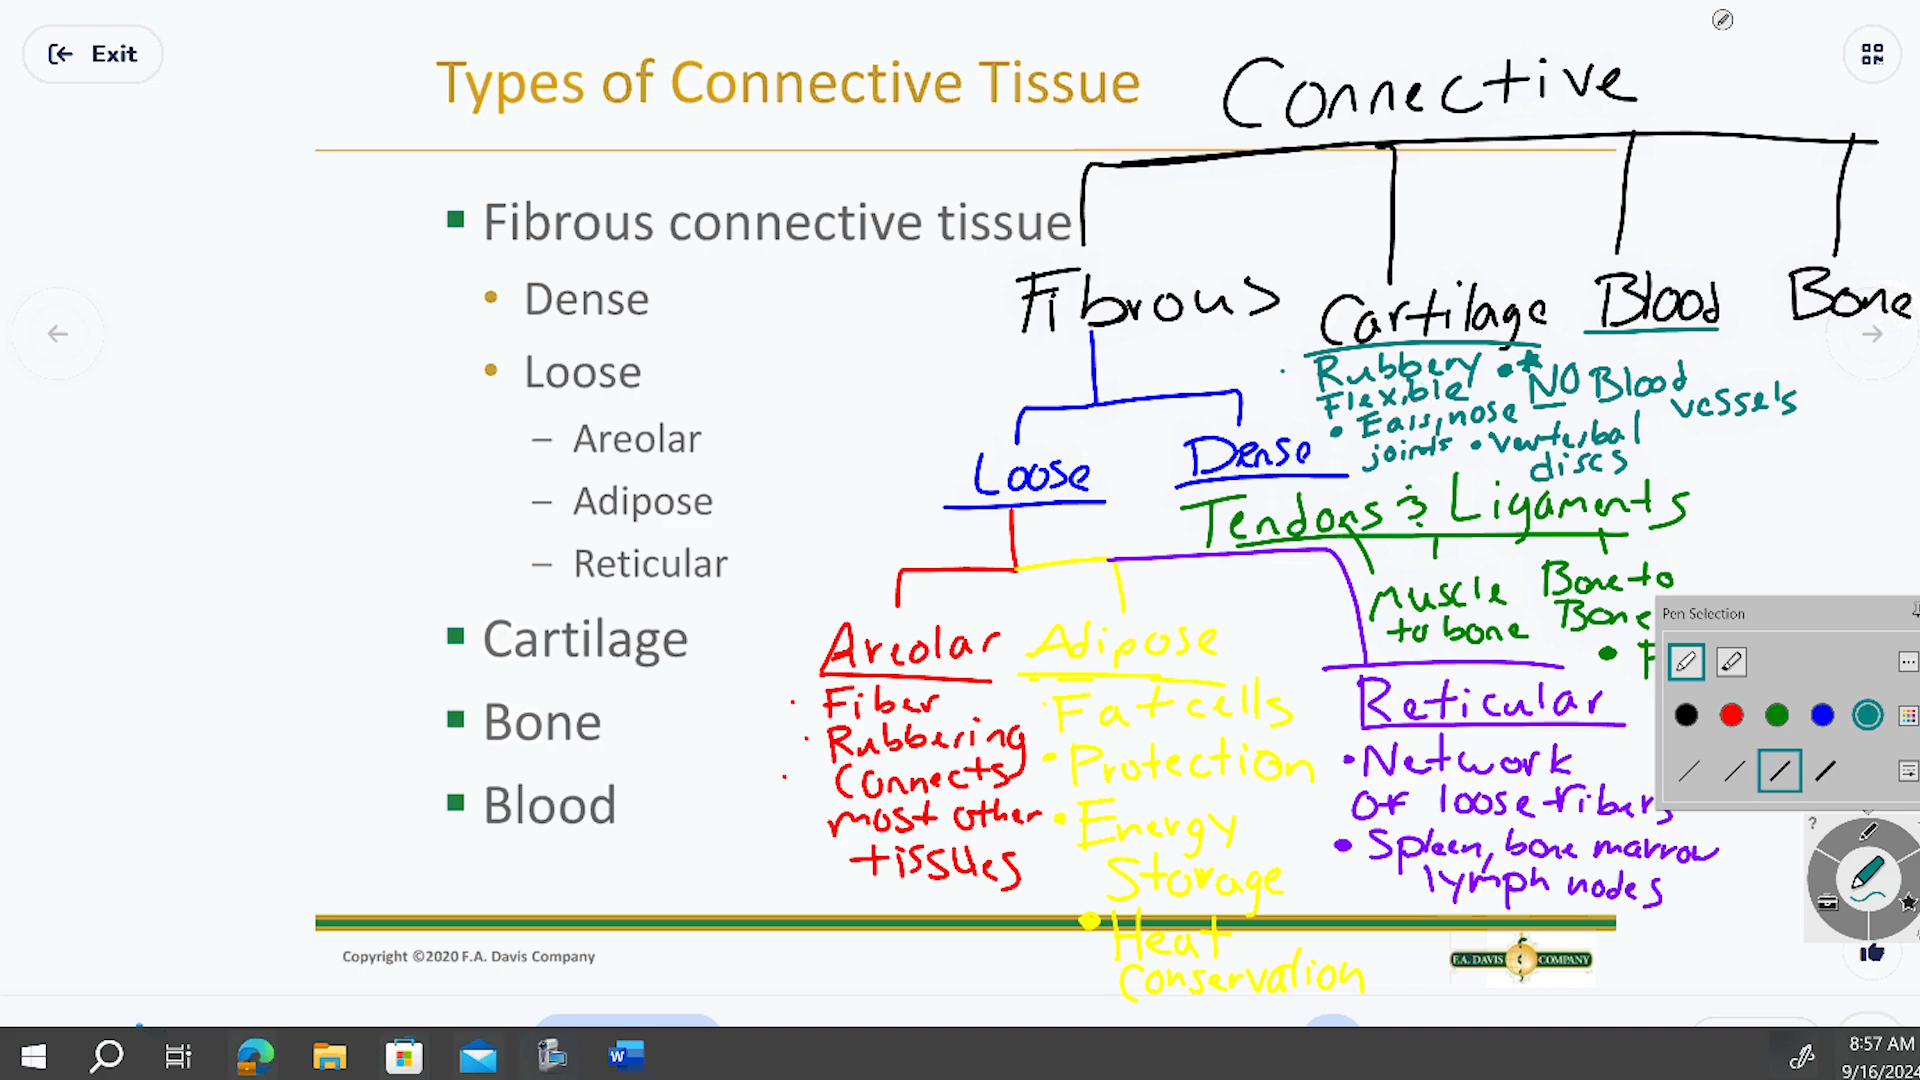 Exit
Types of Connective Tissue
Connective
Fibrous connective tissue
Dense
Loose
– Areolar
– Adipose
– Reticular
Cartilage
Bone
Blood
Fibrous
Cartilage
Blood
Bone
Rubbery
Flexible
• Ears, nose
joints
• * NO Blood
vessels
• vertebral
discs
Loose
Dense
Tendons & Ligaments
Muscle
to bone
Bone to
Bone
Areolar
Fiber
Rubbering
Connects
most other
tissues
Adipose
Fat cells
• Protection
• Energy
Storage
• Heat
Conservation
Reticular
• Network
of loose fibers
• Spleen, bone marrow
lymph nodes
Pen Selection
?
Copyright ©2020 F.A. Davis Company
F.A. DAVIS COMPANY
8:57 AM
9/16/2024